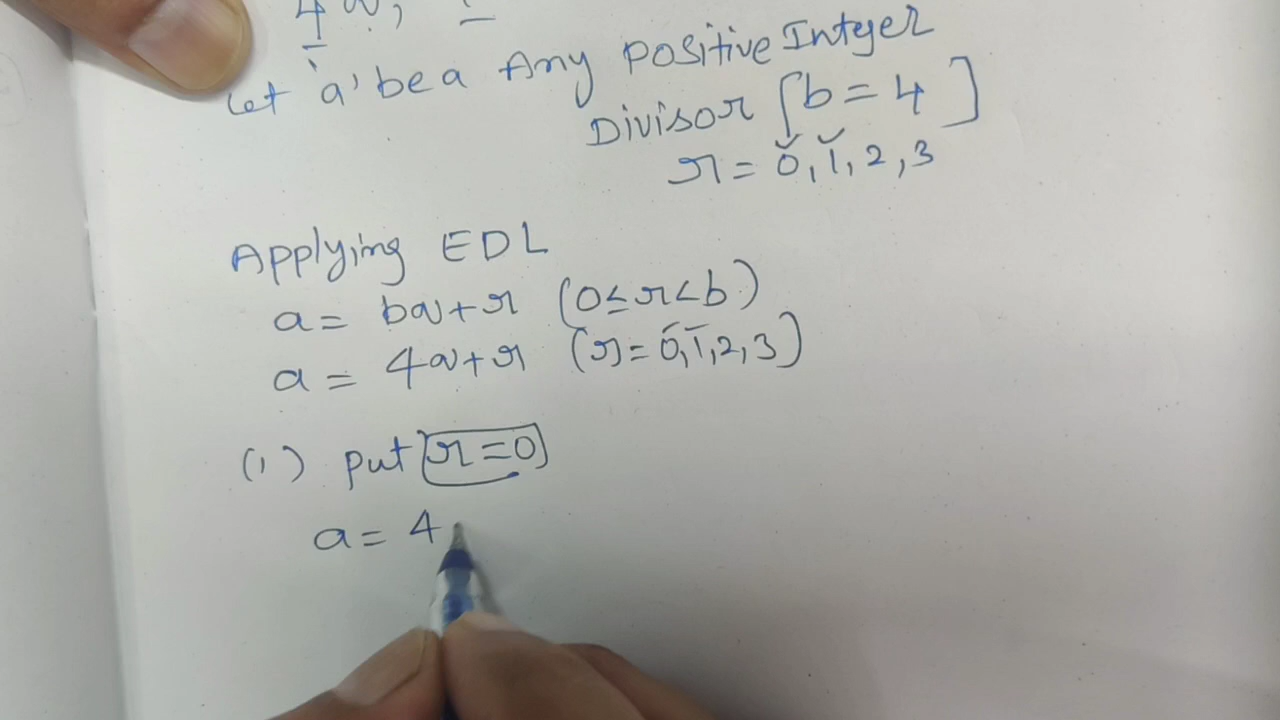 4q,
Let 'a' be a Any Positive Integer
Divisor [b = 4]
r = 0, 1, 2, 3
Applying EDL
a = bq + r (0 ≤ r < b)
a = 4q + r (r = 0, 1, 2, 3)
(1) put r = 0
a = 4